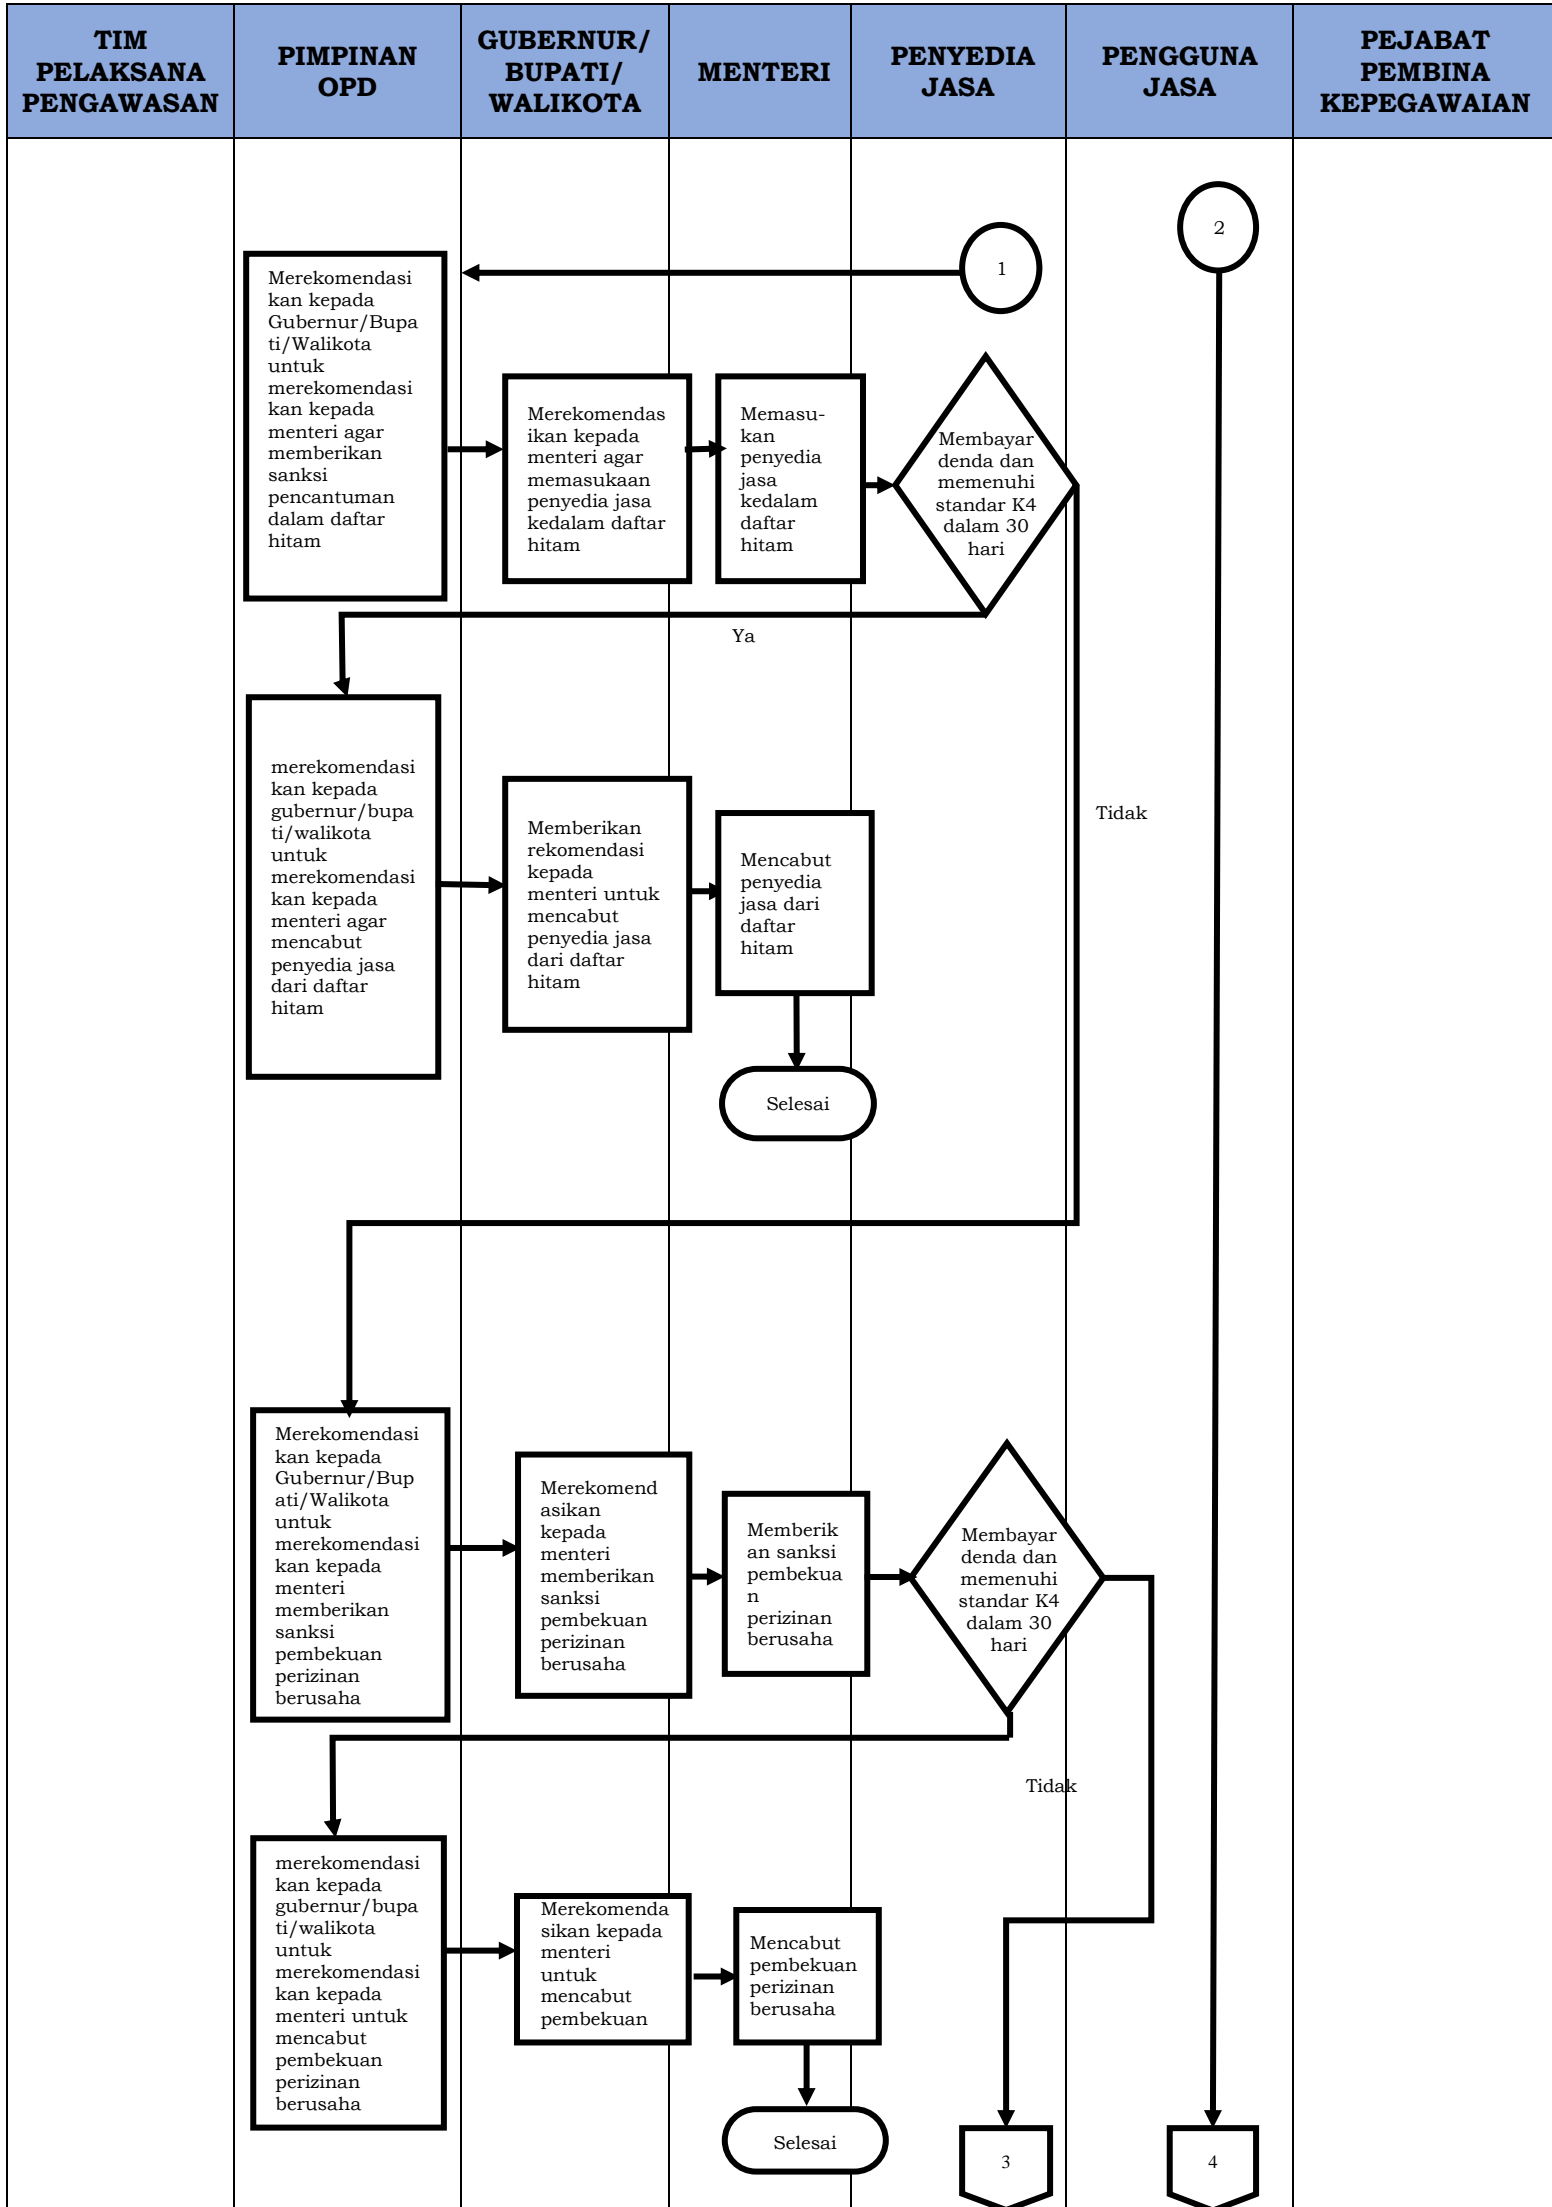 TIM
PELAKSANA
PENGAWASAN
PIMPINAN
OPD
GUBERNUR/
BUPATI/
WALIKOTA
MENTERI
PENYEDIA
JASA
PENGGUNA
JASA
PEJABAT
PEMBINA
KEPEGAWAIAN
2
1
Merekomendasi
kan kepada
Gubernur/Bupa
ti/Walikota
untuk
merekomendasi
kan kepada
menteri agar
memberikan
sanksi
pencantuman
dalam daftar
hitam
Merekomendas
ikan kepada
menteri agar
memasukaan
penyedia jasa
kedalam daftar
hitam
Memasu-
kan
penyedia
jasa
kedalam
daftar
hitam
Membayar
denda dan
memenuhi
standar K4
dalam 30
hari
Ya
Tidak
merekomendasi
kan kepada
gubernur/bupa
ti/walikota
untuk
merekomendasi
kan kepada
menteri agar
mencabut
penyedia jasa
dari daftar
hitam
Memberikan
rekomendasi
kepada
menteri untuk
mencabut
penyedia jasa
dari daftar
hitam
Mencabut
penyedia
jasa dari
daftar
hitam
Selesai
Merekomendasi
kan kepada
Gubernur/Bup
ati/Walikota
untuk
merekomendasi
kan kepada
menteri
memberikan
sanksi
pembekuan
perizinan
berusaha
Merekomend
asikan
kepada
menteri
memberikan
sanksi
pembekuan
perizinan
berusaha
Memberik
an sanksi
pembekua
n
perizinan
berusaha
Membayar
denda dan
memenuhi
standar K4
dalam 30
hari
Tidak
merekomendasi
kan kepada
gubernur/bupa
ti/walikota
untuk
merekomendasi
kan kepada
menteri untuk
mencabut
pembekuan
perizinan
berusaha
Merekomenda
sikan kepada
menteri
untuk
mencabut
pembekuan
Mencabut
pembekuan
perizinan
berusaha
Selesai
3
4